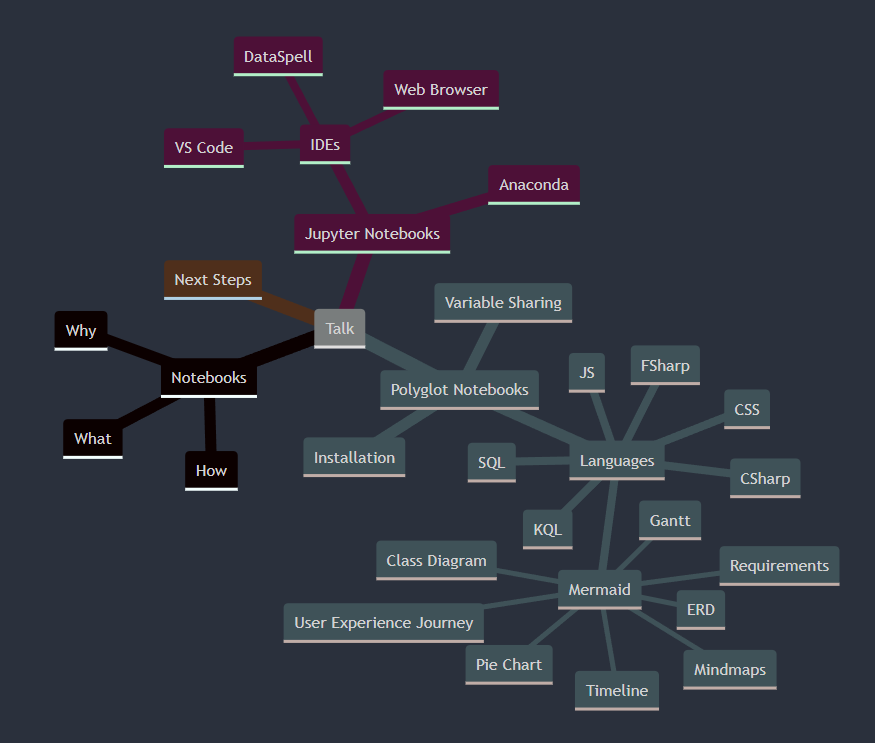 DataSpell
Web Browser
VS Code
IDEs
Anaconda
Jupyter Notebooks
Next Steps
Variable Sharing
Talk
Why
Notebooks
Polyglot Notebooks
JS
FSharp
CSS
What
How
Installation
SQL
Languages
CSharp
KQL
Gantt
Class Diagram
Mermaid
Requirements
ERD
User Experience Journey
Pie Chart
Timeline
Mindmaps